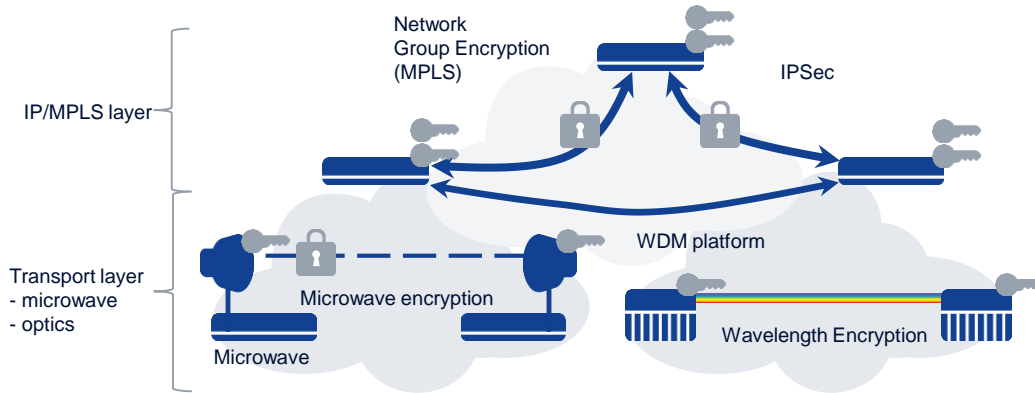 Network
Group Encryption
(MPLS)
IPSec
IP/MPLS layer
WDM platform
Transport layer
- microwave
- optics
Microwave encryption
Wavelength Encryption
Microwave